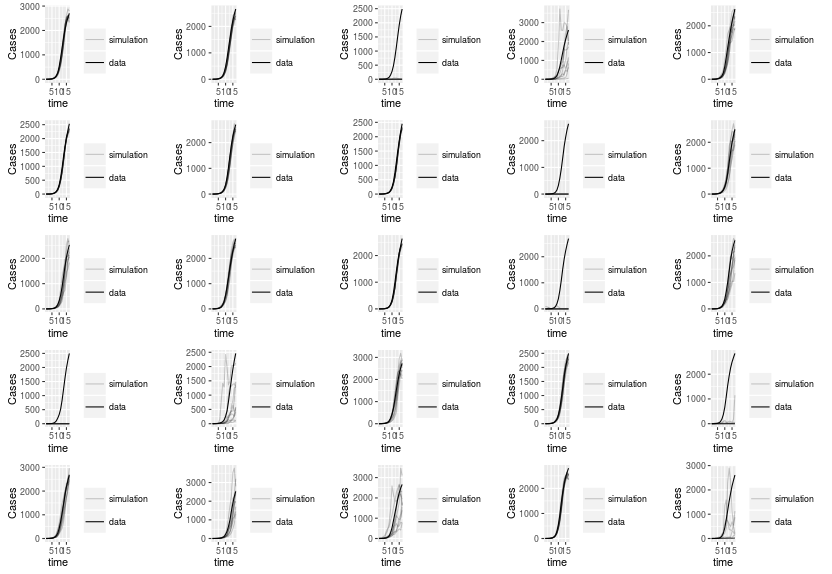 3000
2000
1000
0
Cases
5 10 15
time
simulation
data
2000
1000
0
Cases
5 10 15
time
simulation
data
2500
2000
1500
1000
500
0
Cases
5 10 15
time
simulation
data
3000
2000
1000
0
Cases
5 10 15
time
simulation
data
2000
1000
0
Cases
5 10 15
time
simulation
data
2500
2000
1500
1000
500
0
Cases
5 10 15
time
simulation
data
2000
1000
0
Cases
5 10 15
time
simulation
data
2500
2000
1500
1000
500
0
Cases
5 10 15
time
simulation
data
2000
1000
0
Cases
5 10 15
time
simulation
data
2000
1000
0
Cases
5 10 15
time
simulation
data
2000
1000
0
Cases
5 10 15
time
simulation
data
2000
1000
0
Cases
5 10 15
time
simulation
data
2000
1000
0
Cases
5 10 15
time
simulation
data
2000
1000
0
Cases
5 10 15
time
simulation
data
2000
1000
0
Cases
5 10 15
time
simulation
data
2500
2000
1500
1000
500
0
Cases
5 10 15
time
simulation
data
2500
2000
1500
1000
500
0
Cases
5 10 15
time
simulation
data
3000
2000
1000
0
Cases
5 10 15
time
simulation
data
2500
2000
1500
1000
500
0
Cases
5 10 15
time
simulation
data
2000
1000
0
Cases
5 10 15
time
simulation
data
3000
2000
1000
0
Cases
5 10 15
time
simulation
data
3000
2000
1000
0
Cases
5 10 15
time
simulation
data
3000
2000
1000
0
Cases
5 10 15
time
simulation
data
2000
1000
0
Cases
5 10 15
time
simulation
data
3000
2000
1000
0
Cases
5 10 15
time
simulation
data